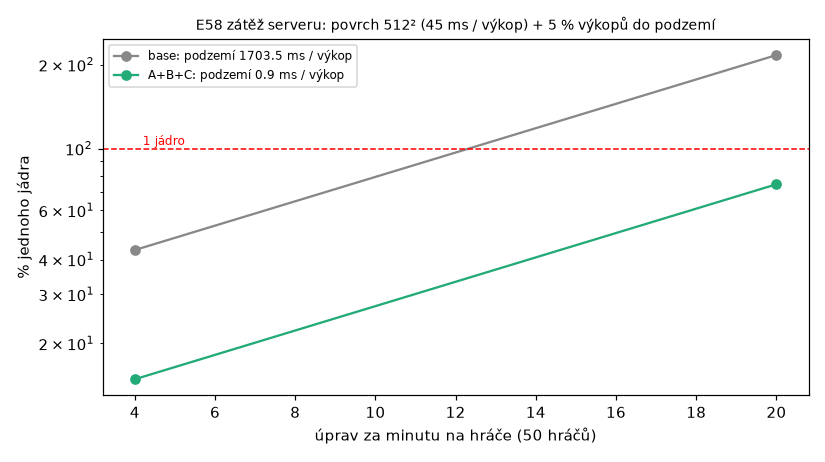 E58 zátěž serveru: povrch 512² (45 ms / výkop) + 5 % výkopů do podzemí
base: podzemí 1703.5 ms / výkop
A+B+C: podzemí 0.9 ms / výkop
1 jádro
% jednoho jádra
2 × 10²
10²
6 × 10¹
4 × 10¹
3 × 10¹
2 × 10¹
4 6 8 10 12 14 16 18 20
úprav za minutu na hráče (50 hráčů)